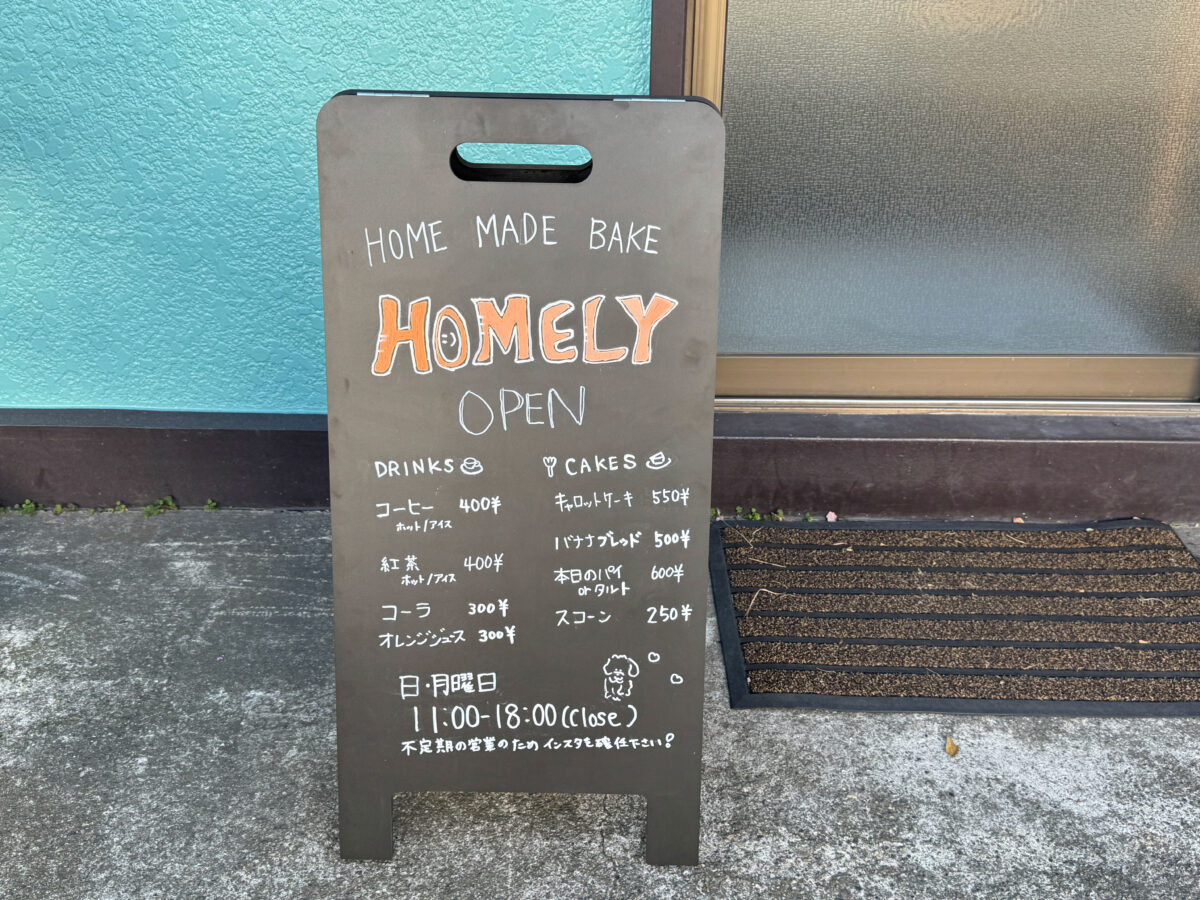 HOME MADE BAKE
HOMELY
OPEN
DRINKS
コーヒー 400¥
ホット/アイス
紅茶 400¥
ホット/アイス
コーラ 300¥
オレンジジュース 300¥
CAKES
キャロットケーキ 550¥
バナナブレッド 500¥
本日のパイ 600¥
orタルト
スコーン 250¥
日・月曜日
11:00-18:00(close)
不定期の営業のためインスタを確任下さい!